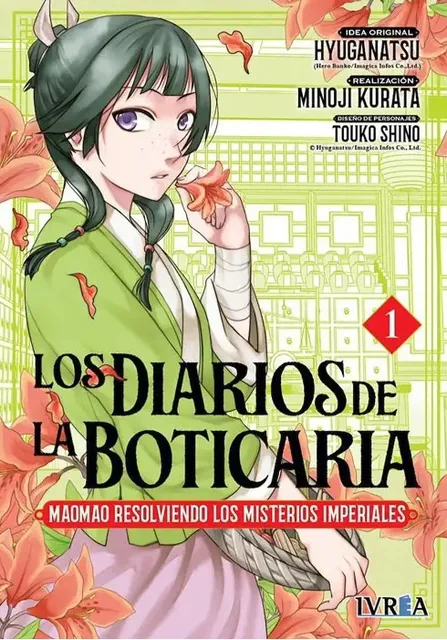 IDEA ORIGINAL
HYUGANATSU
(Hero Bunko/Imagica Infos Co.,Ltd.)
REALIZACIÓN
MINOJI KURATA
DISEÑO DE PERSONAJES
TOUKO SHINO
© Hyuganatsu/Imagica Infos Co., Ltd.
1
LOS DIARIOS DE
LA BOTICARIA
MAOMAO RESOLVIENDO LOS MISTERIOS IMPERIALES
IVREA